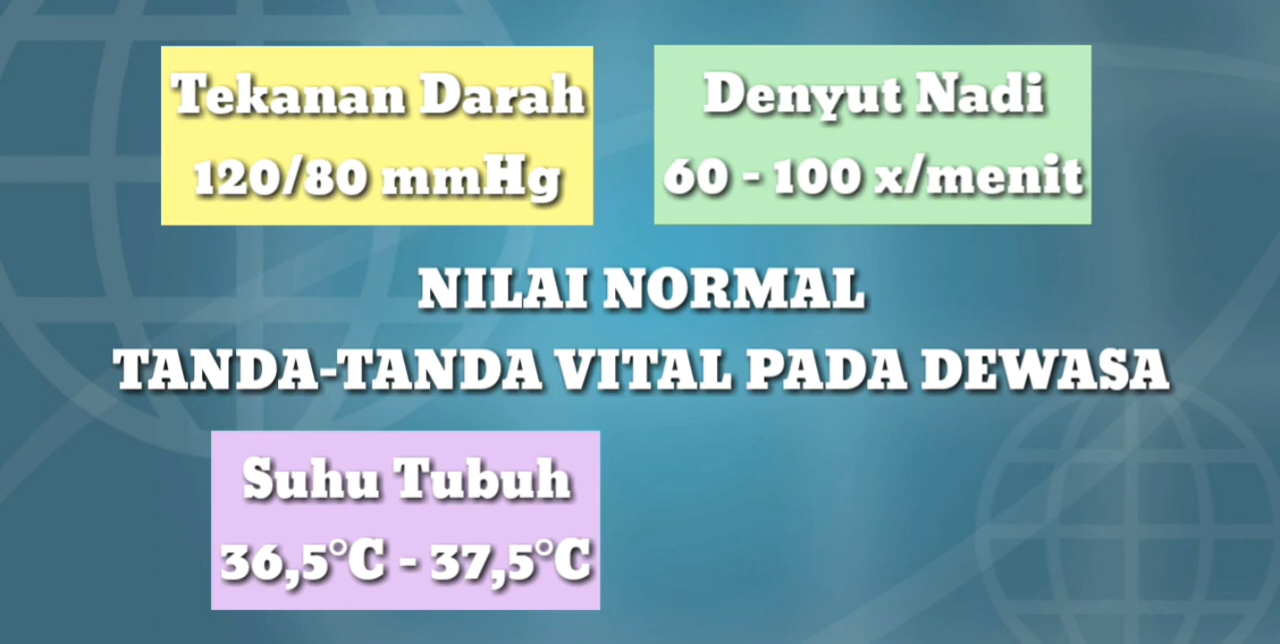 Tekanan Darah
120/80 mmHg
Denyut Nadi
60 - 100 x/menit
NILAI NORMAL
TANDA-TANDA VITAL PADA DEWASA
Suhu Tubuh
36,5°C - 37,5°C